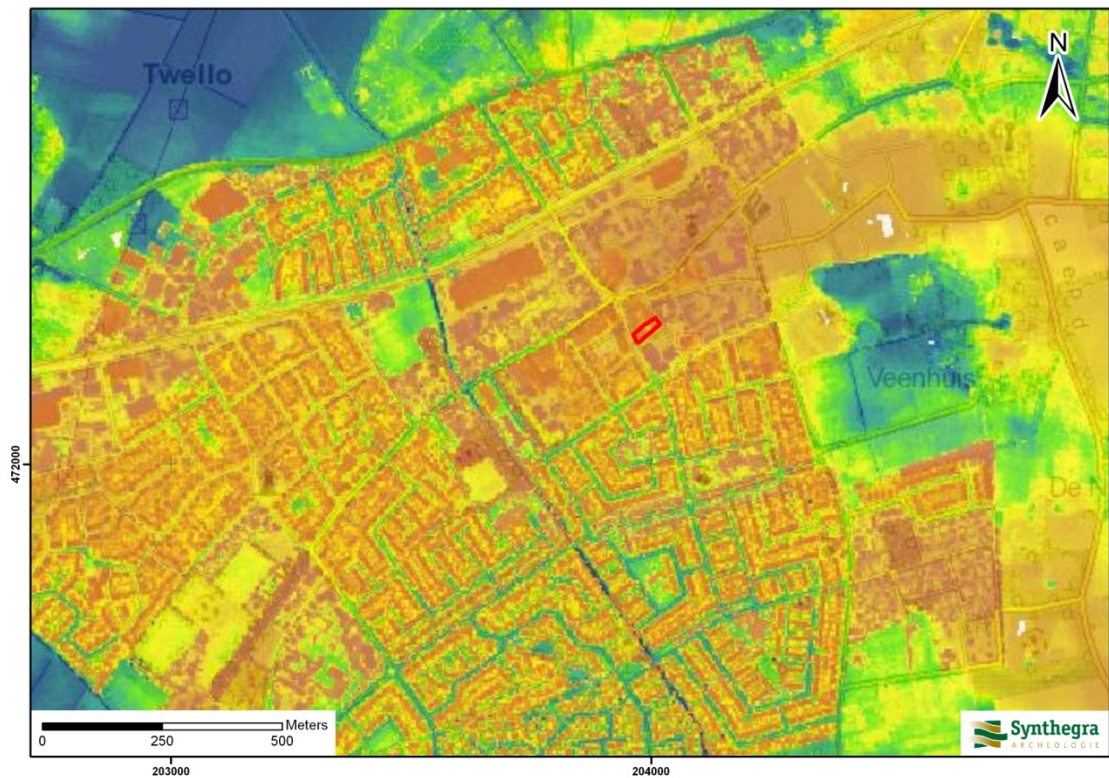 Twello
N
Veenhuis
De N
472000
Meters
0 250 500
203000 204000
Synthegra
ARCHEOLOGIE